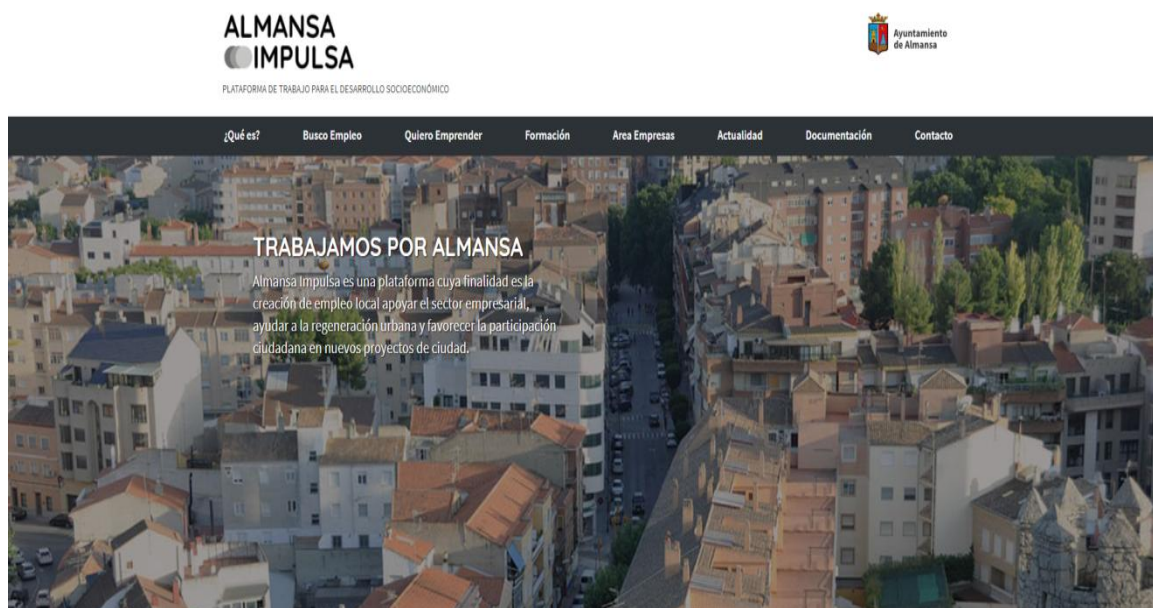 ALMANSA
IMPULSA
PLATAFORMA DE TRABAJO PARA EL DESARROLLO SOCIOECONÓMICO
Ayuntamiento
de Almansa
¿Qué es? Busco Empleo Quiero Emprender Formación Area Empresas Actualidad Documentación Contacto
TRABAJAMOS POR ALMANSA
Almansa Impulsa es una plataforma cuya finalidad es la
creación de empleo local apoyar el sector empresarial,
ayudar a la regeneración urbana y favorecer la participación
ciudadana en nuevos proyectos de ciudad.